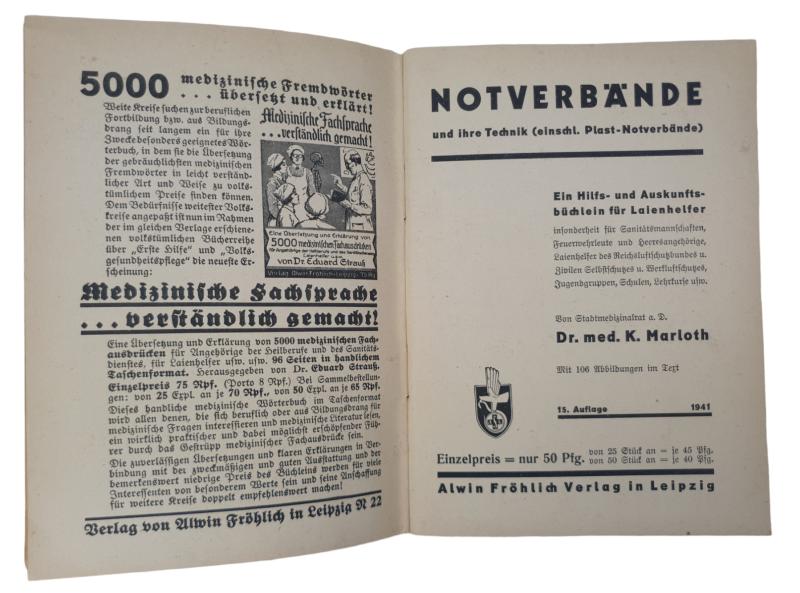 5000 medizinische Fremdwörter
. . . übersetzt und erklärt!
Weite Kreise suchen zur beruflichen
Fortbildung bzw. aus Bildungs-
drang seit langem ein für ihre
Zwecke besonders geeignetes Wör-
terbuch, in dem sie die Übersetzung
der gebräuchlichsten medizinischen
Fremdwörter in leicht verständ-
licher Art und Weise zu volks-
tümlichem Preise finden können.
Dem Bedürfnisse weitester Volks-
kreise angepaßt ist nun im Rahmen
der im gleichen Verlage erschiene-
nen volkstümlichen Bücherreihe
über „Erste Hilfe" und „Volks-
gesundheitspflege" die neueste Er-
scheinung:
Medizinische Fachsprache
...verständlich gemacht!
Eine Übersetzung und Erklärung von
5000 medizinischen Fachausdrücken
für Angehörige der Heilberufe und des Sanitätsdienstes
Laienhelfer usw.
von Dr. Eduard Strauß
Verlag Alwin Fröhlich-Leipzig
Medizinische Fachsprache
. . . verständlich gemacht!
Eine Übersetzung und Erklärung von 5000 medizinischen Fach-
ausdrücken für Angehörige der Heilberufe und des Sanitäts-
dienstes, für Laienhelfer usw. usw. 96 Seiten in handlichem
Taschenformat. Herausgegeben von Dr. Eduard Strauß.
Einzelpreis 75 Rpf. (Porto 8 Rpf.) Bei Sammelbestellun-
gen: von 25 Expl. an je 70 Rpf., von 50 Expl. an je 65 Rpf.
Dieses handliche medizinische Wörterbuch im Taschenformat
wird allen denen, die sich beruflich oder aus Bildungsdrang für
medizinische Fragen interessieren und medizinische Literatur lesen,
ein wirklich praktischer und dabei möglichst erschöpfender Füh-
rer durch das Gestrüpp medizinischer Fachausdrücke sein.
Die zuverlässigen Übersetzungen und klaren Erklärungen in Ver-
bindung mit der zweckmäßigen und guten Ausstattung und der
bemerkenswert niedrige Preis des Büchleins werden für viele
Interessenten von besonderem Werte sein und seine Anschaffung
für weitere Kreise doppelt empfehlenswert machen!
Verlag von Alwin Fröhlich in Leipzig N 22
NOTVERBÄNDE
und ihre Technik (einschl. Plast-Notverbände)
Ein Hilfs- und Auskunfts-
büchlein für Laienhelfer
insonderheit für Sanitätsmannschaften,
Feuerwehrleute und Heeresangehörige,
Laienhelfer des Reichsluftschutzbundes u.
Zivilen Selbstschutzes u. Werkluftschutzes,
Jugendgruppen, Schulen, Lehrkurse usw.
Von Stadtmedizinalrat a. D.
Dr. med. K. Marloth
Mit 106 Abbildungen im Text
15. Auflage 1941
Einzelpreis = nur 50 Pfg. von 25 Stück an = je 45 Pfg.
von 50 Stück an = je 40 Pfg.
Alwin Fröhlich Verlag in Leipzig